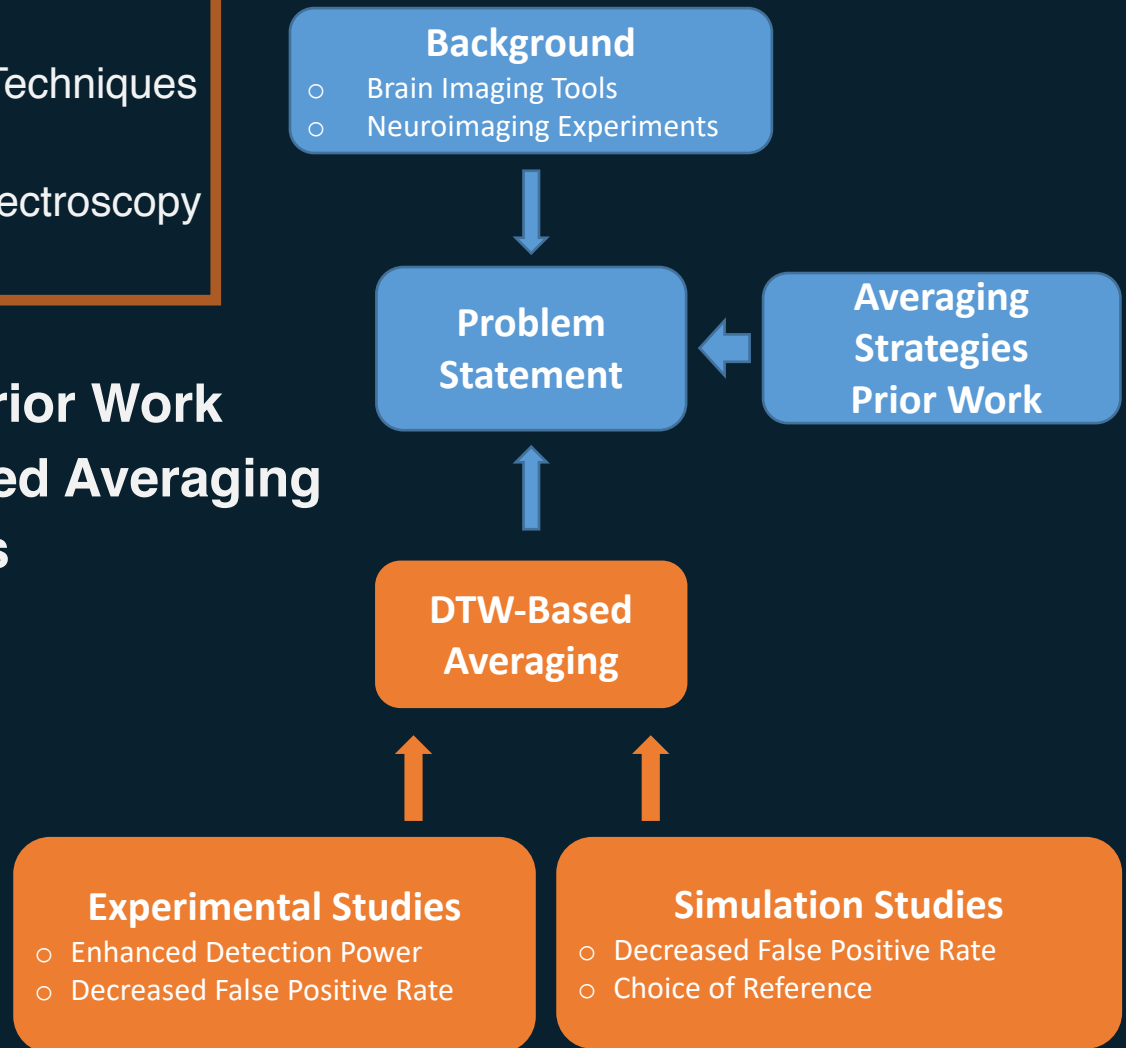 Techniques
ectroscopy
rior Work
ed Averaging
s
Background
○ Brain Imaging Tools
○ Neuroimaging Experiments
Problem
Statement
Averaging
Strategies
Prior Work
DTW-Based
Averaging
Experimental Studies
○ Enhanced Detection Power
○ Decreased False Positive Rate
Simulation Studies
○ Decreased False Positive Rate
○ Choice of Reference